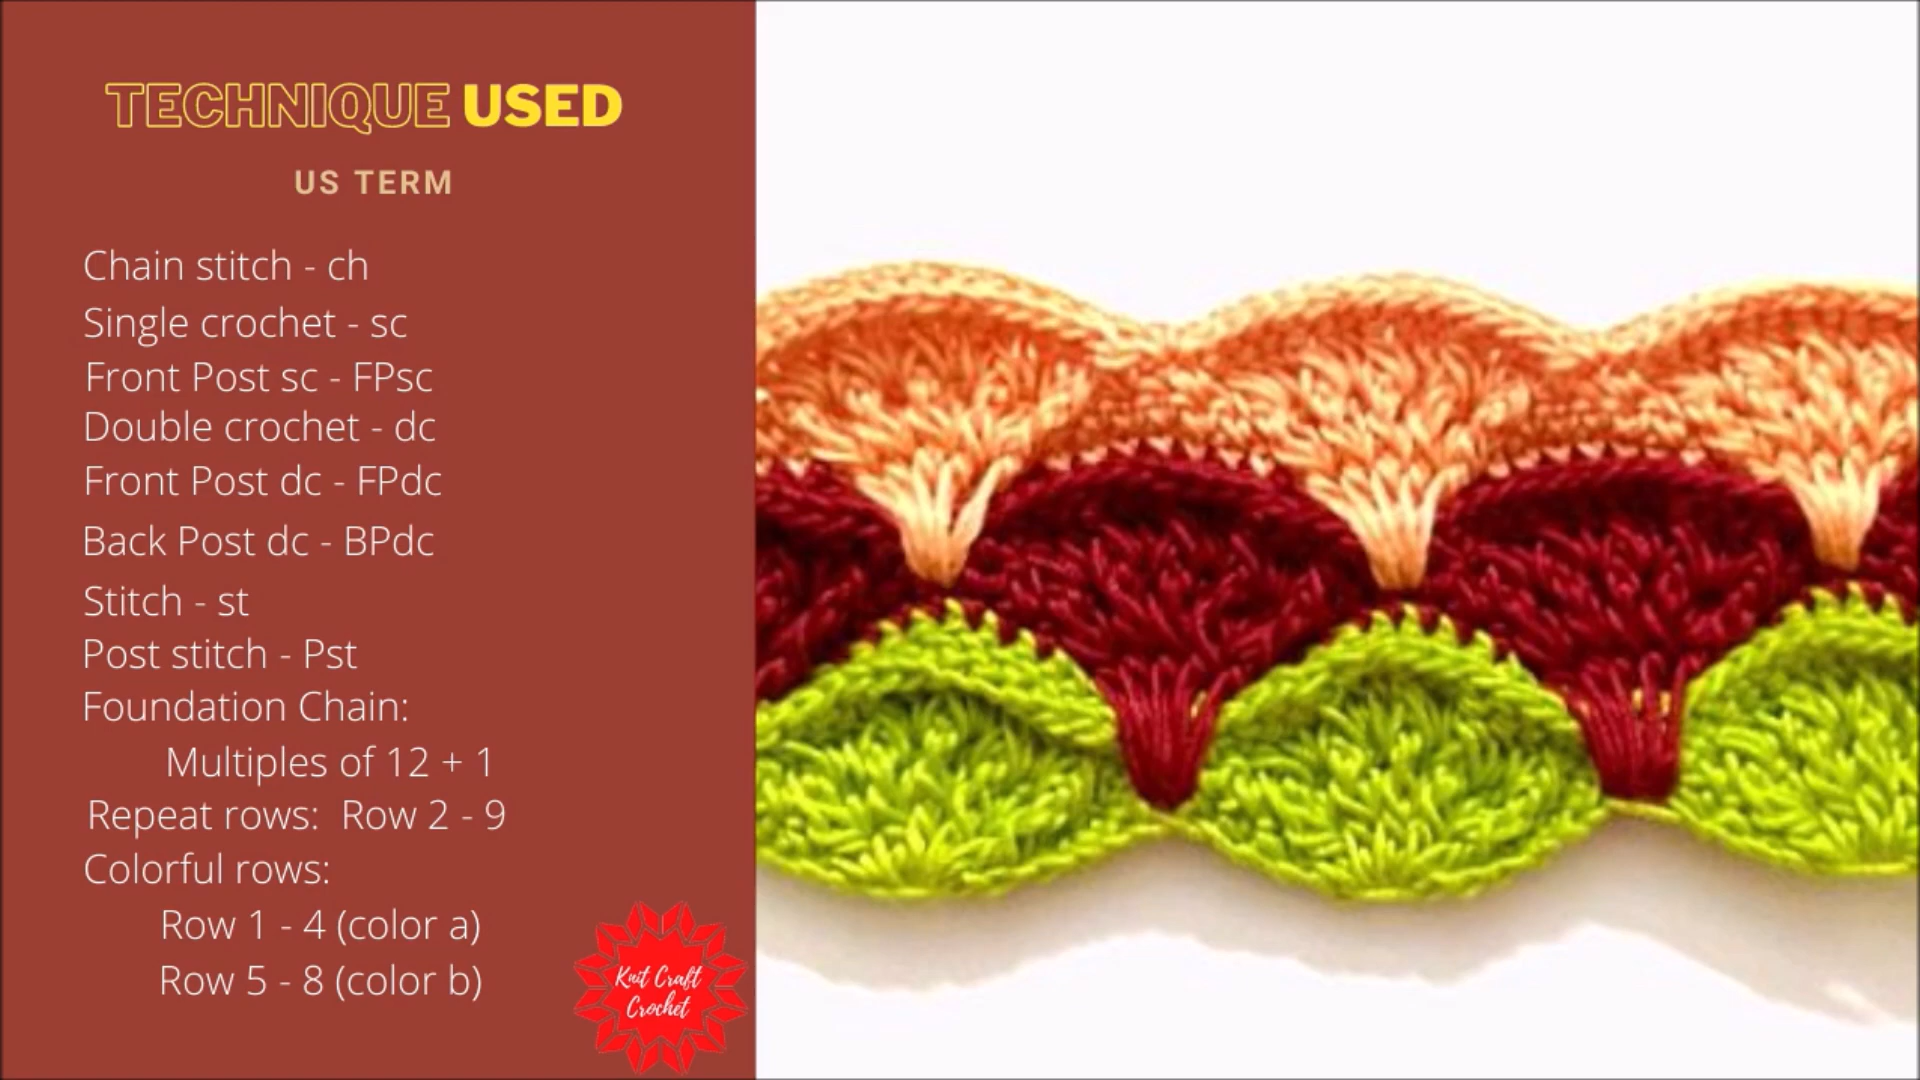 TECHNIQUE USED
US TERM
Chain stitch - ch
Single crochet - sc
Front Post sc - FPsc
Double crochet - dc
Front Post dc - FPdc
Back Post dc - BPdc
Stitch - st
Post stitch - Pst
Foundation Chain:
Multiples of 12 + 1
Repeat rows: Row 2 - 9
Colorful rows:
Row 1 - 4 (color a)
Row 5 - 8 (color b)
Knit Craft
Crochet